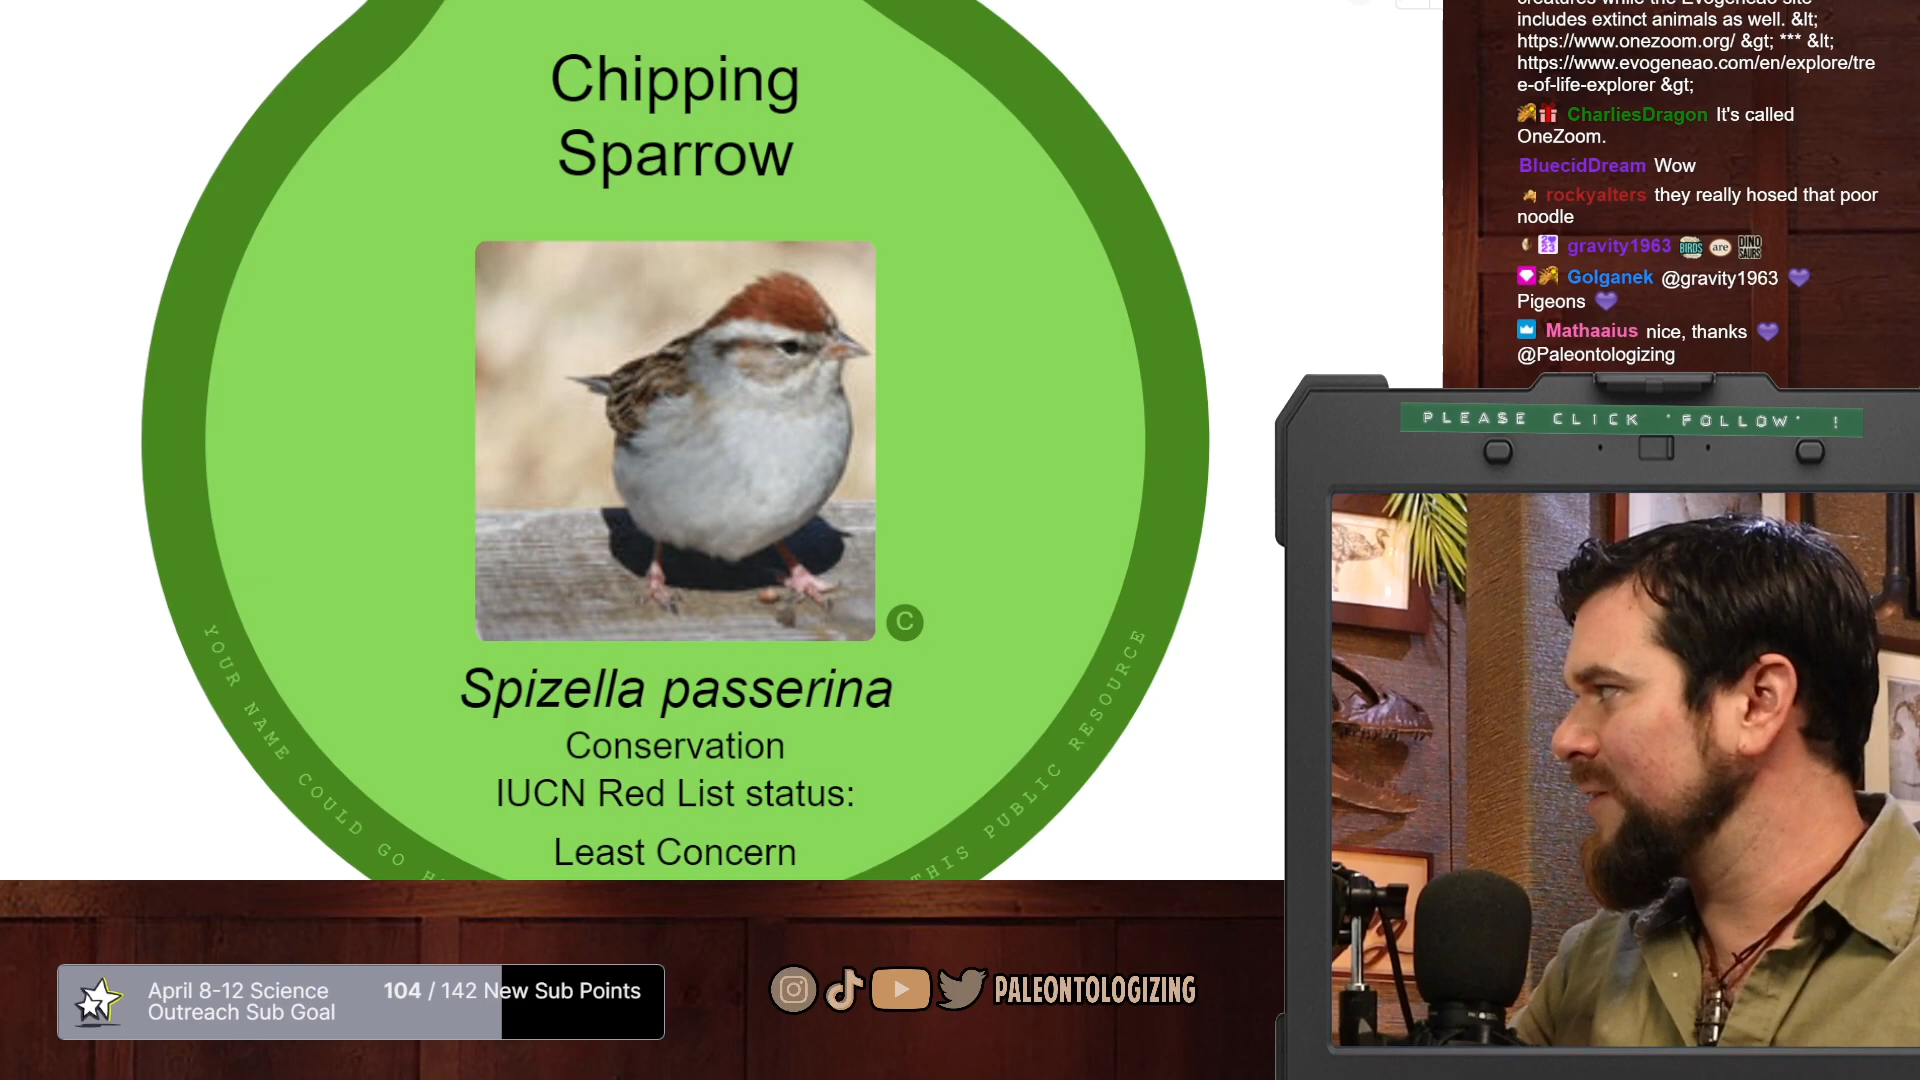 Chipping
Sparrow
C
Spizella passerina
Conservation
IUCN Red List status:
Least Concern
YOUR NAME COULD GO H
THIS PUBLIC RESOURCE
includes extinct animals as well. &lt;
https://www.onezoom.org/ &gt; *** &lt;
https://www.evogeneao.com/en/explore/tre
e-of-life-explorer &gt;
CharliesDragon It's called
OneZoom.
BluecidDream Wow
rockyalters they really hosed that poor
noodle
gravity1963 BIRDS are DINO SAURS
Golganek @gravity1963
Pigeons
Mathaaius nice, thanks
@Paleontologizing
PLEASE CLICK "FOLLOW" !
April 8-12 Science
Outreach Sub Goal
104 / 142 New Sub Points
PALEONTOLOGIZING